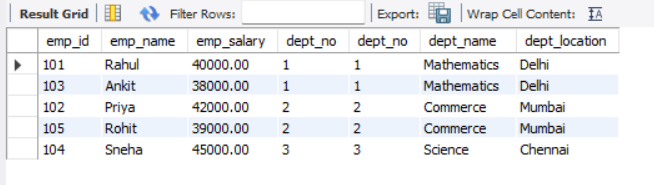 Result Grid Filter Rows: Export: Wrap Cell Content: IA
emp_id emp_name emp_salary dept_no dept_no dept_name dept_location
101 Rahul 40000.00 1 1 Mathematics Delhi
103 Ankit 38000.00 1 1 Mathematics Delhi
102 Priya 42000.00 2 2 Commerce Mumbai
105 Rohit 39000.00 2 2 Commerce Mumbai
104 Sneha 45000.00 3 3 Science Chennai